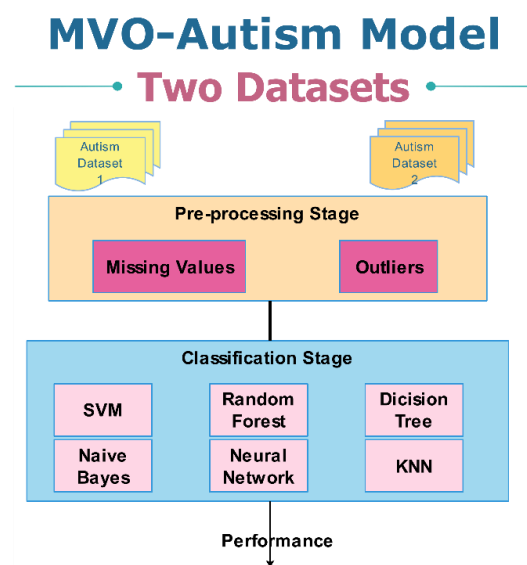 MVO-Autism Model
Two Datasets
Autism
Dataset
1
Autism
Dataset
2
Pre-processing Stage
Missing Values
Outliers
Classification Stage
SVM
Random
Forest
Dicision
Tree
Naive
Bayes
Neural
Network
KNN
Performance